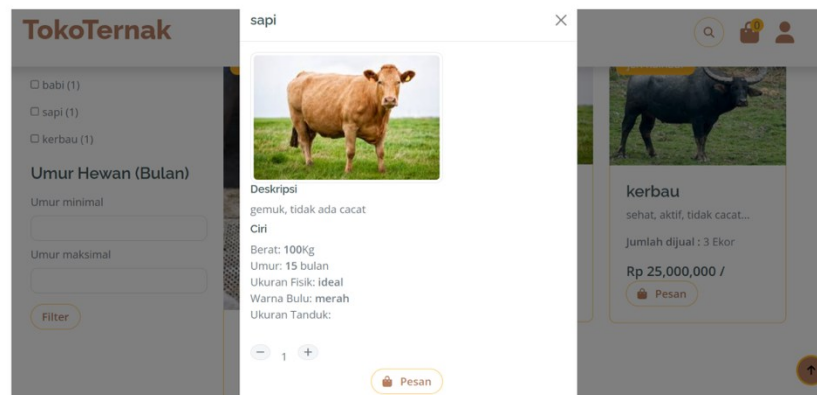 TokoTernak
0
babi (1)
sapi (1)
kerbau (1)
Umur Hewan (Bulan)
Umur minimal
Umur maksimal
Filter
sapi
Deskripsi
gemuk, tidak ada cacat
Ciri
Berat: 100Kg
Umur: 15 bulan
Ukuran Fisik: ideal
Warna Bulu: merah
Ukuran Tanduk:
1
Pesan
kerbau
sehat, aktif, tidak cacat...
Jumlah dijual : 3 Ekor
Rp 25,000,000 /
Pesan